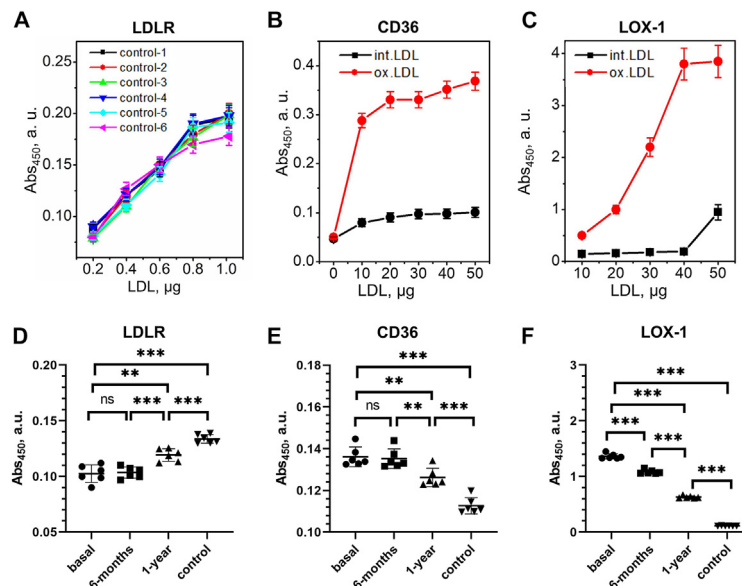 A LDLR
Abs450, a. u.
0.25
0.20
0.15
0.10
control-1
control-2
control-3
control-4
control-5
control-6
0.2 0.4 0.6 0.8 1.0
LDL, µg
B CD36
Abs450, a. u.
0.4
0.3
0.2
0.1
0.0
int.LDL
ox.LDL
0 10 20 30 40 50
LDL, µg
C LOX-1
Abs450, a. u.
4
3
2
1
0
int.LDL
ox.LDL
10 20 30 40 50
LDL, µg
D LDLR
Abs450, a.u.
0.20
0.15
0.10
0.05
***
**
ns *** ***
basal 6-months 1-year control
E CD36
Abs450, a.u.
0.18
0.16
0.14
0.12
0.10
***
**
ns ** ***
basal 6-months 1-year control
F LOX-1
Abs450, a.u.
3
2
1
0
***
***
***
***
***
basal 6-months 1-year control